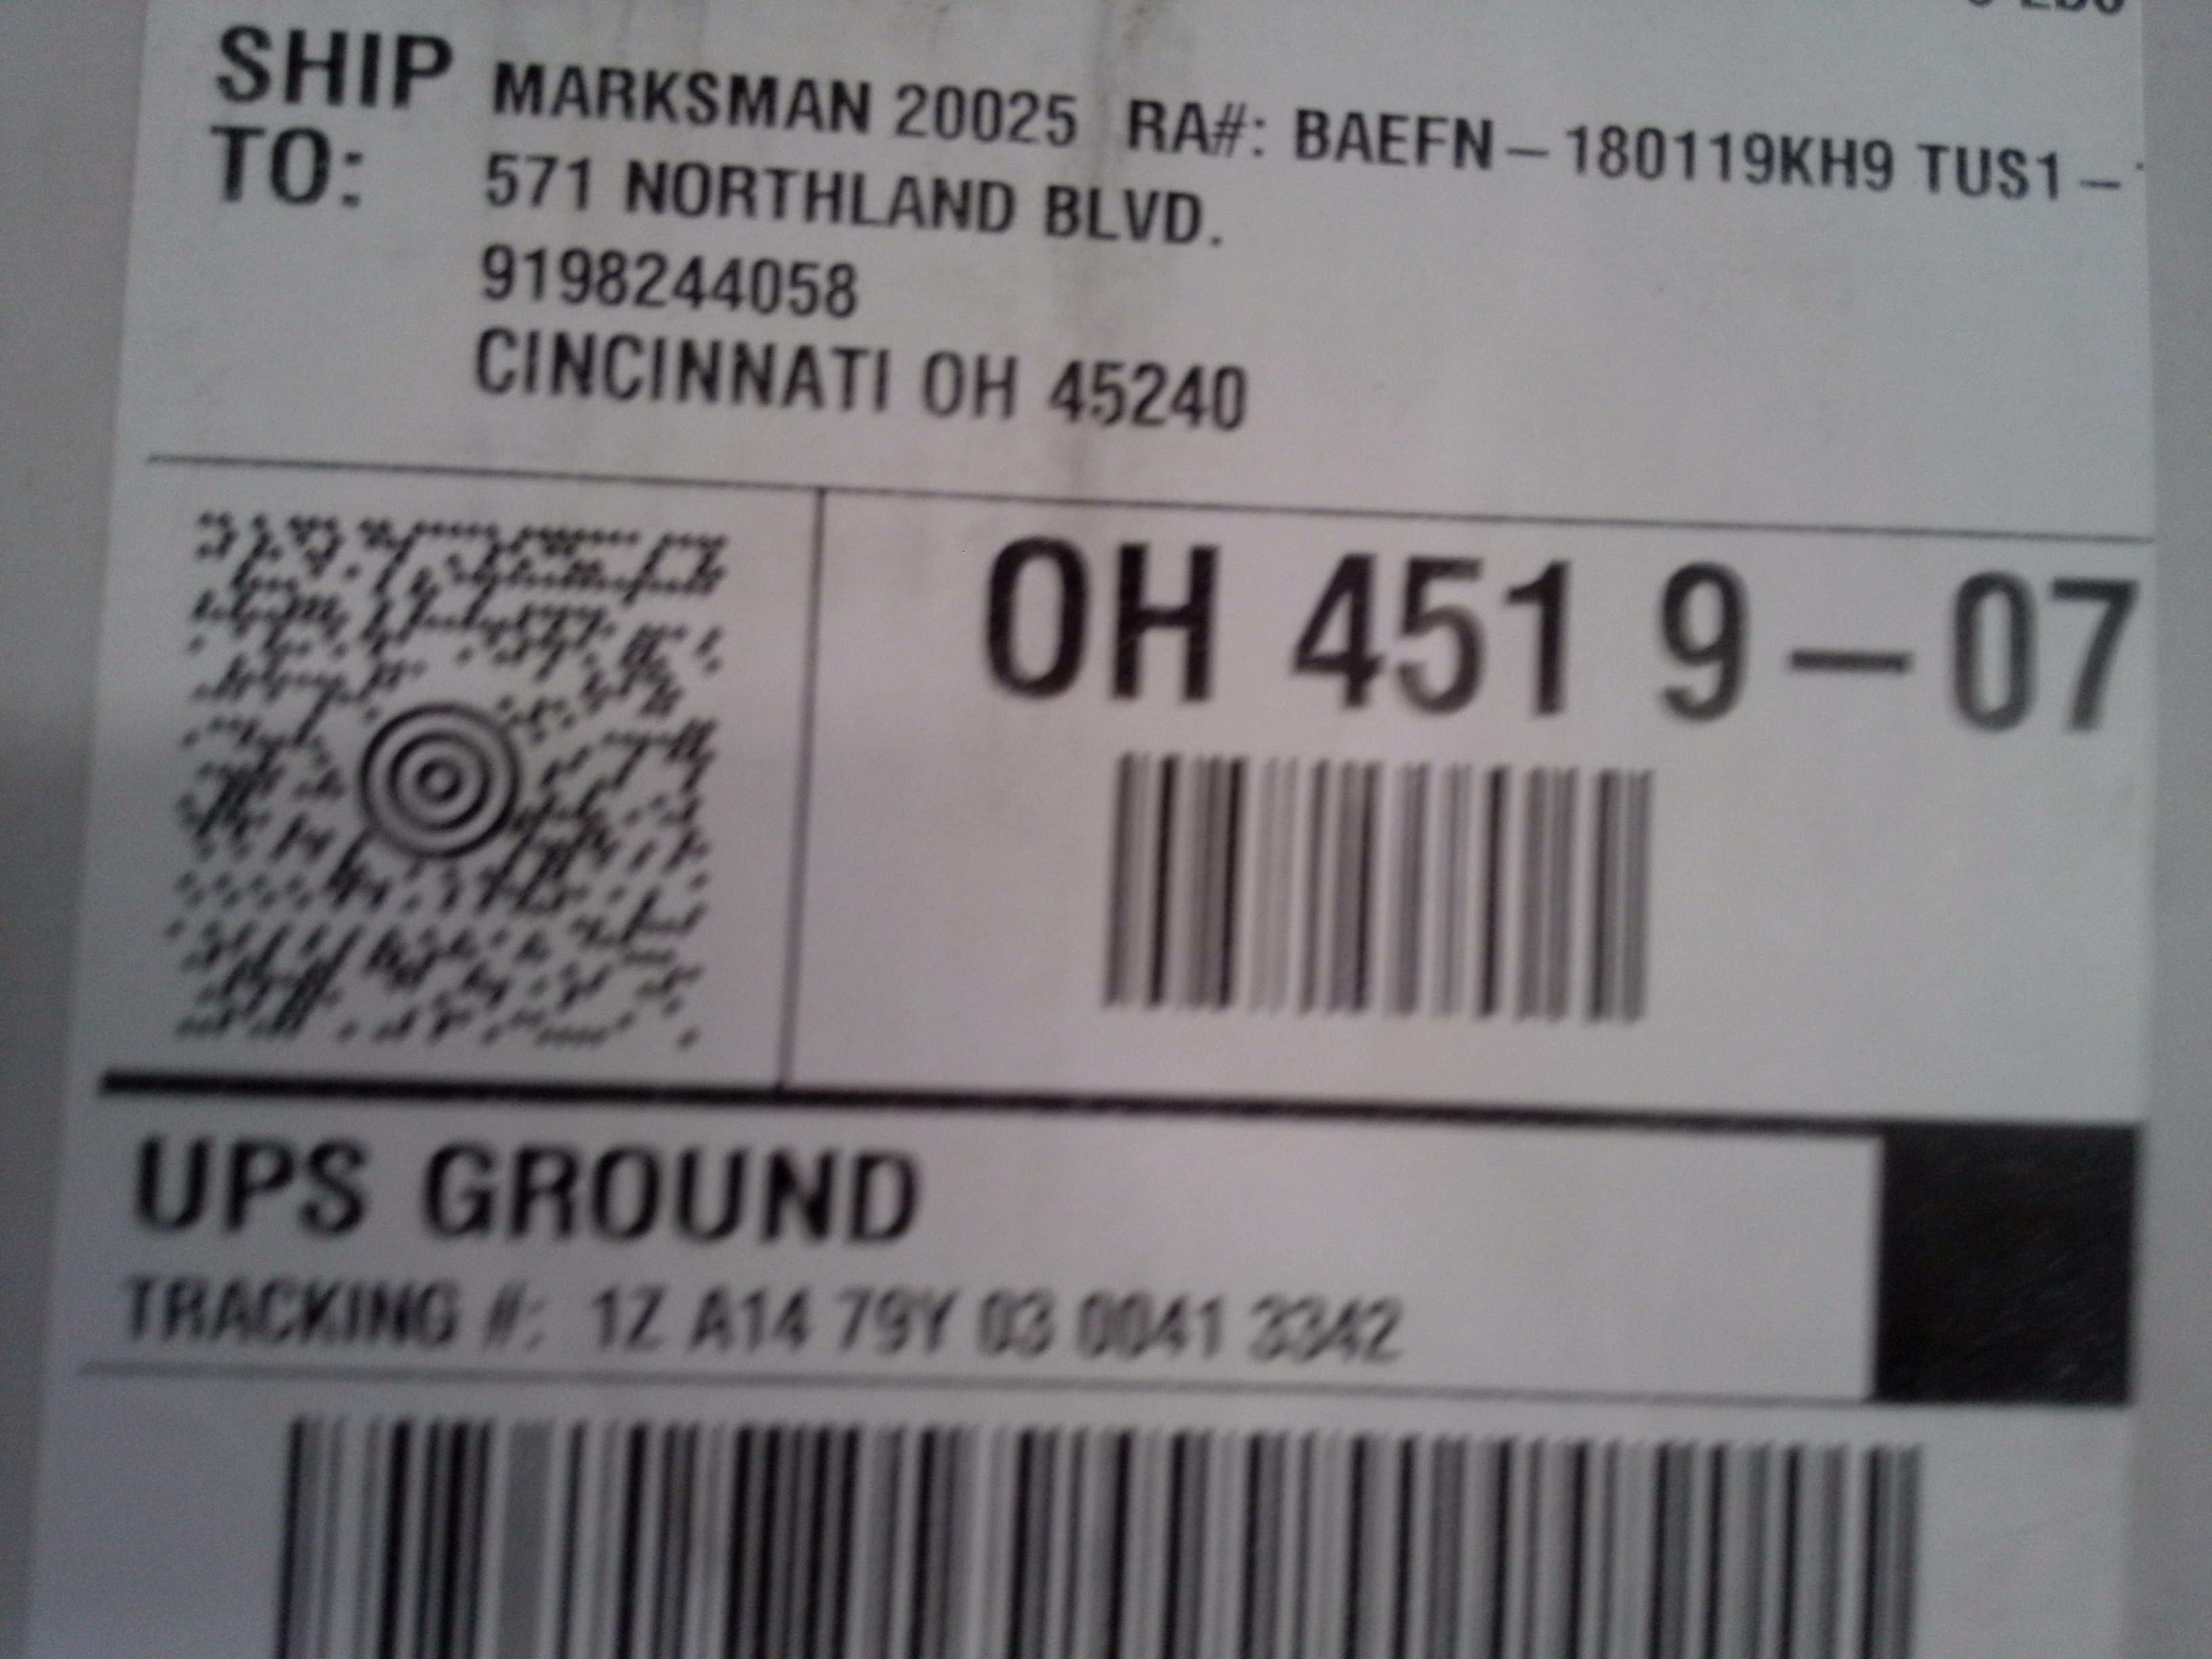 SHIP TO:
MARKSMAN 20025 RA#: BAEFN-180119KH9 TUS1-
571 NORTHLAND BLVD.
9198244058
CINCINNATI OH 45240
OH 451 9-07
UPS GROUND
TRACKING #: 1Z A14 79Y 03 0041 3342